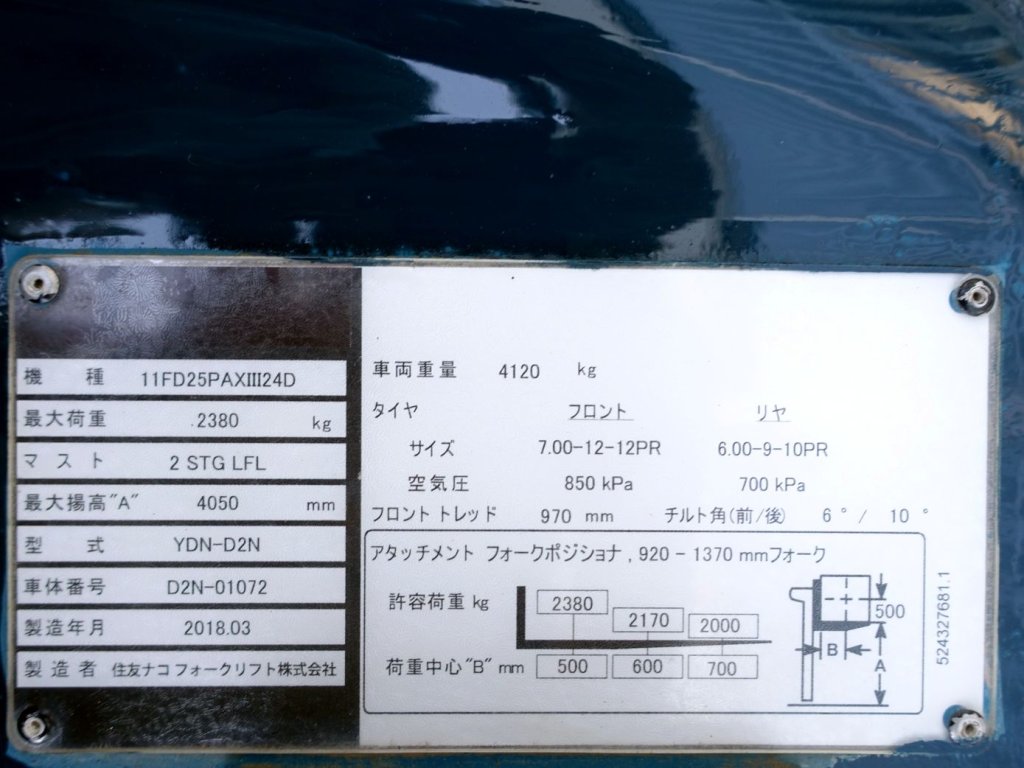 機 種 11FD25PAXIII24D
最大荷重 2380 kg
マスト 2 STG LFL
最大揚高"A" 4050 mm
型 式 YDN-D2N
車体番号 D2N-01072
製造年月 2018.03
製造者 住友ナコ フォークリフト株式会社
車両重量 4120 kg
タイヤ フロント リヤ
サイズ 7.00-12-12PR 6.00-9-10PR
空気圧 850 kPa 700 kPa
フロント トレッド 970 mm チルト角(前/後) 6 ° / 10 °
アタッチメント フォークポジショナ , 920 - 1370 mmフォーク
許容荷重 kg 2380 2170 2000
荷重中心"B" mm 500 600 700
500
B
A
524327681.1